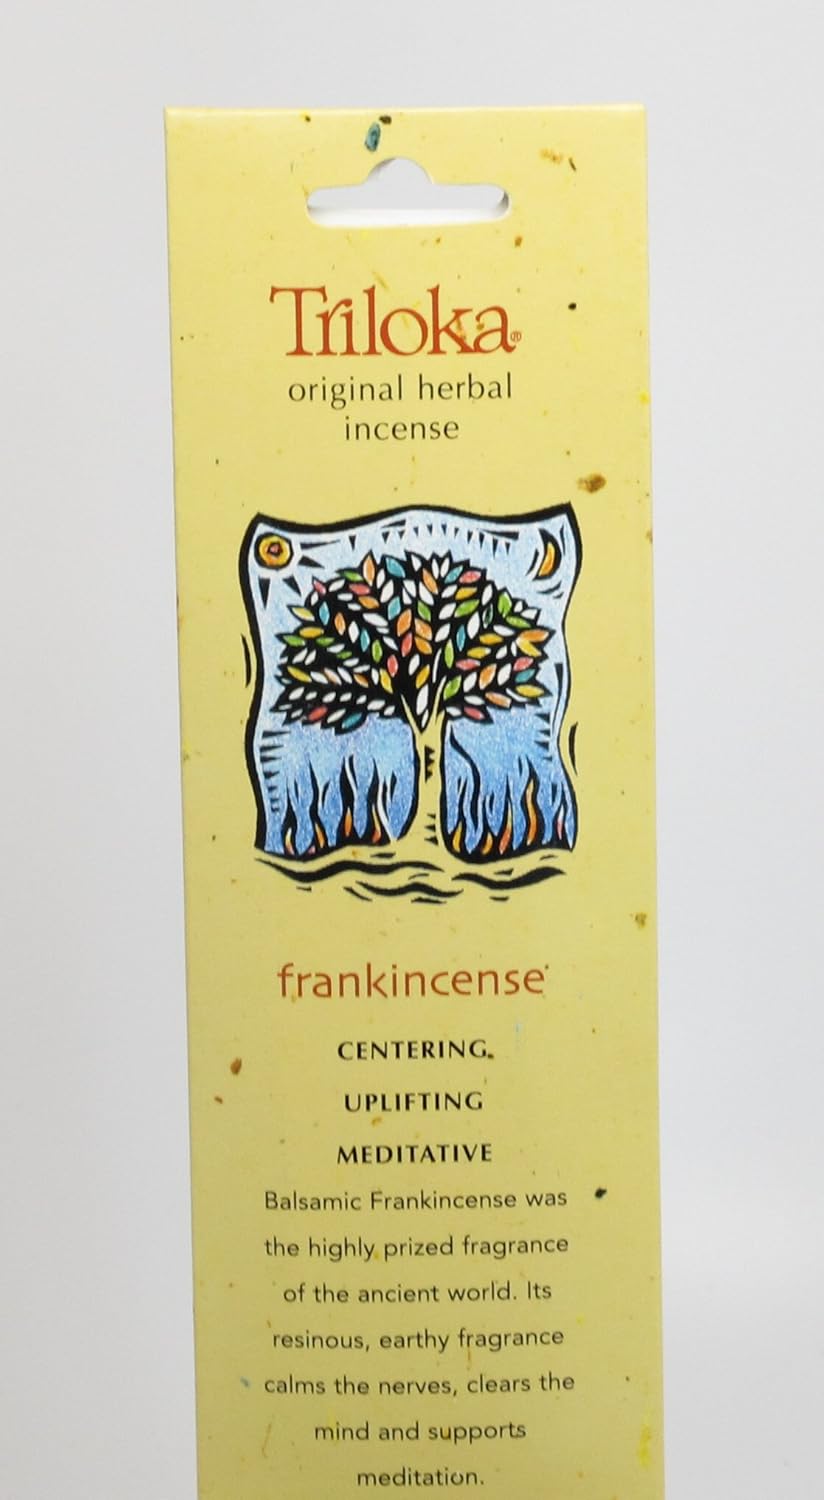 Triloka®
original herbal
incense
frankincense
CENTERING
UPLIFTING
MEDITATIVE
Balsamic Frankincense was
the highly prized fragrance
of the ancient world. Its
resinous, earthy fragrance
calms the nerves, clears the
mind and supports
meditation.